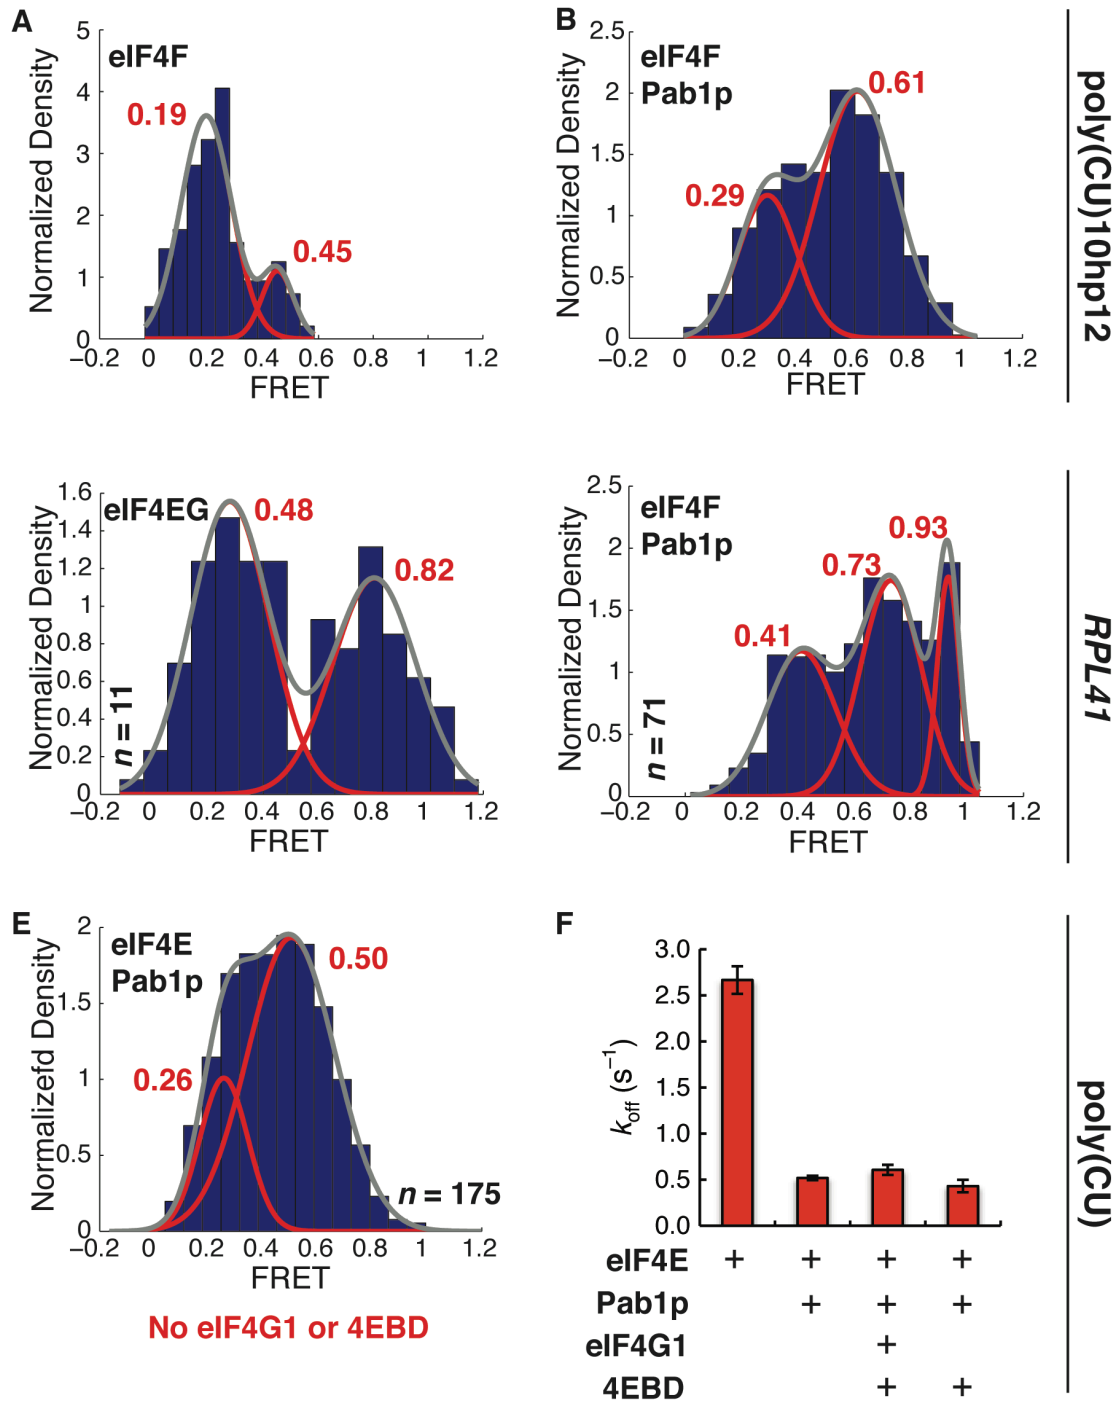 A
eIF4F
0.19
0.45
5
4
3
2
1
0
Normalized Density
−0.2 0 0.2 0.4 0.6 0.8 1 1.2
FRET
B
eIF4F
Pab1p
0.61
0.29
2.5
2
1.5
1
0.5
0
Normalized Density
−0.2 0 0.2 0.4 0.6 0.8 1 1.2
FRET
poly(CU)10hp12
eIF4EG
0.48
0.82
n = 11
1.6
1.4
1.2
1
0.8
0.6
0.4
0.2
0
Normalized Density
−0.2 0 0.2 0.4 0.6 0.8 1 1.2
FRET
eIF4F
Pab1p
0.93
0.73
0.41
n = 71
2.5
2
1.5
1
0.5
0
Normalized Density
−0.2 0 0.2 0.4 0.6 0.8 1 1.2
FRET
RPL41
E
eIF4E
Pab1p
0.50
0.26
n = 175
2
1.5
1
0.5
0
Normalizefd Density
−0.2 0 0.2 0.4 0.6 0.8 1 1.2
FRET
No eIF4G1 or 4EBD
F
3.0
2.5
2.0
1.5
1.0
0.5
0.0
koff (s−1)
eIF4E + + + +
Pab1p + + +
eIF4G1 +
4EBD + +
poly(CU)